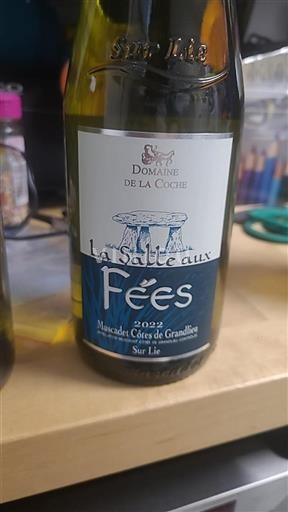 Sur Lie
DOMAINE
DE LA COCHE
La Salle aux
Fées
2022
Muscadet Côtes de Grandlieu
Sur Lie